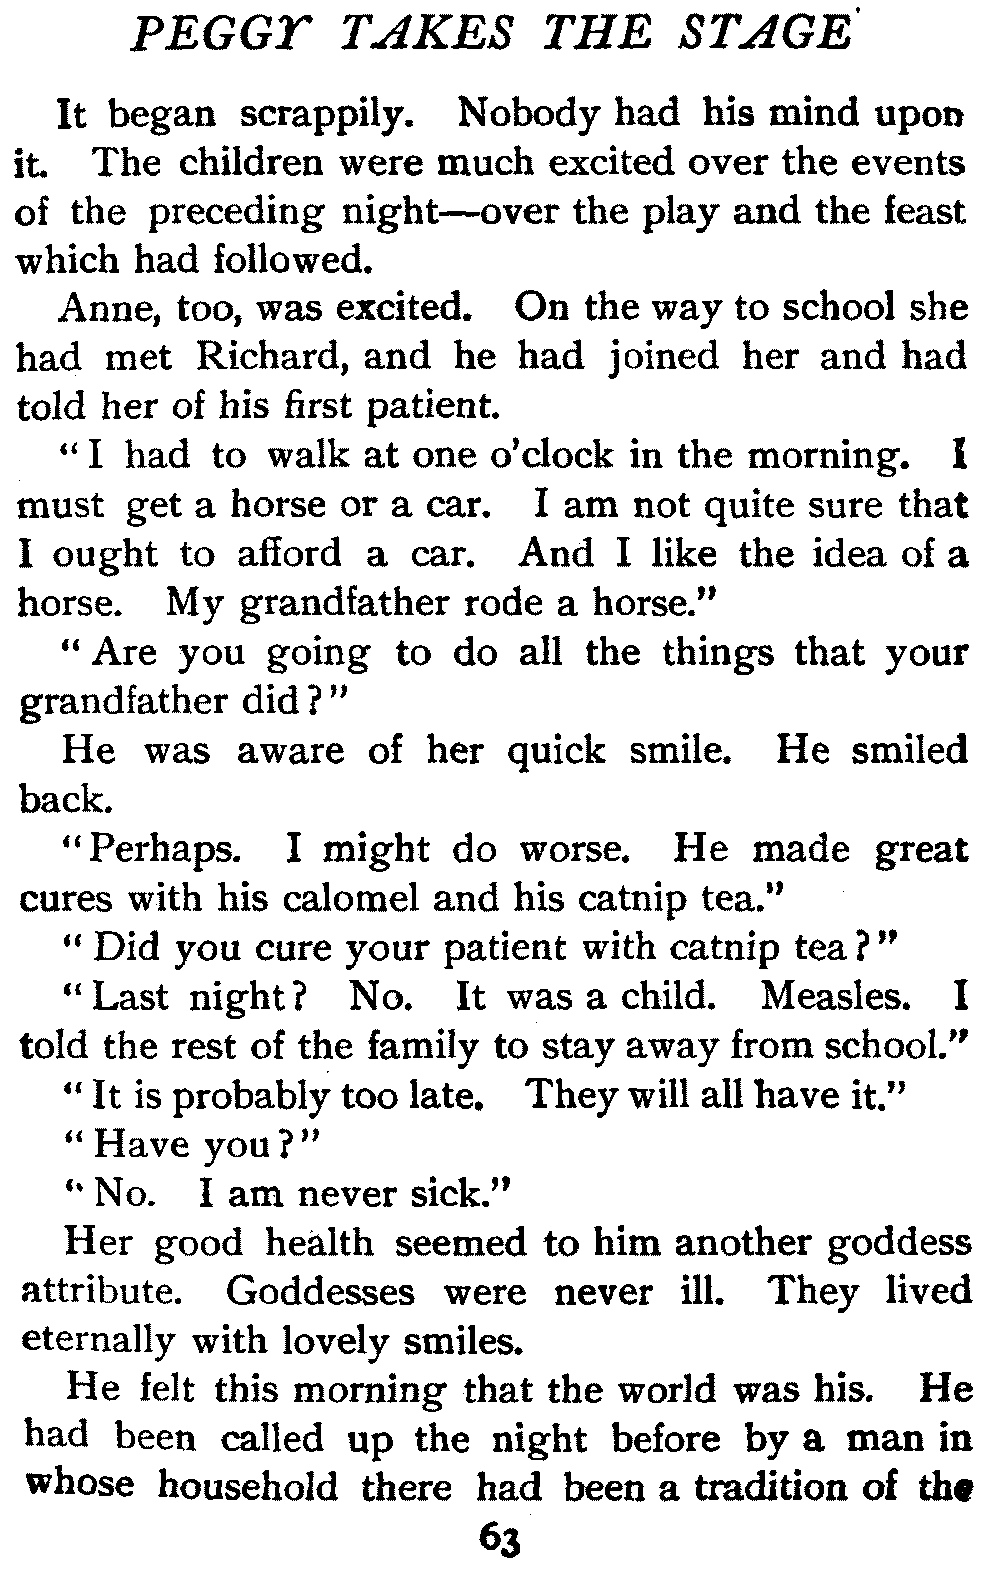 PEGGY TAKES THE STAGE
It began scrappily. Nobody had his mind upon
it. The children were much excited over the events
of the preceding night—over the play and the feast
which had followed.
Anne, too, was excited. On the way to school she
had met Richard, and he had joined her and had
told her of his first patient.
“I had to walk at one o'clock in the morning. I
must get a horse or a car. I am not quite sure that
I ought to afford a car. And I like the idea of a
horse. My grandfather rode a horse.”
“Are you going to do all the things that your
grandfather did?”
He was aware of her quick smile. He smiled
back.
“Perhaps. I might do worse. He made great
cures with his calomel and his catnip tea.”
“Did you cure your patient with catnip tea?”
“Last night? No. It was a child. Measles. I
told the rest of the family to stay away from school.”
“It is probably too late. They will all have it.”
“Have you?”
“No. I am never sick.”
Her good health seemed to him another goddess
attribute. Goddesses were never ill. They lived
eternally with lovely smiles.
He felt this morning that the world was his. He
had been called up the night before by a man in
whose household there had been a tradition of the
63